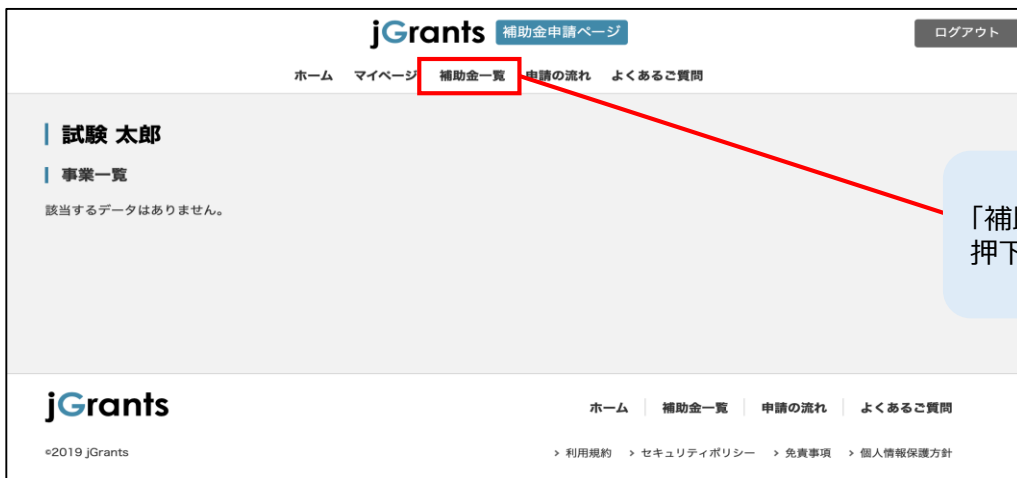 jGrants 補助金申請ページ
ログアウト
ホーム マイページ 補助金一覧 申請の流れ よくあるご質問
試験 太郎
事業一覧
該当するデータはありません。
「補
押下
jGrants
ホーム 補助金一覧 申請の流れ よくあるご質問
©2019 jGrants
› 利用規約 › セキュリティポリシー › 免責事項 › 個人情報保護方針